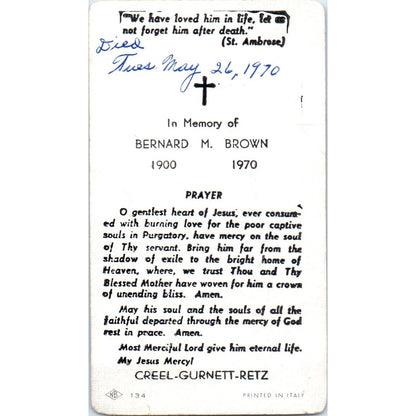 "We have loved him in life, let us
not forget him after death."
(St. Ambrose)
Died
Tues May 26, 1970
In Memory of
BERNARD M. BROWN
1900 1970
PRAYER
O gentlest heart of Jesus, ever consum-
ed with burning love for the poor captive
souls in Purgatory, have mercy on the soul
of Thy servant. Bring him far from the
shadow of exile to the bright home of
Heaven, where, we trust Thou and Thy
Blessed Mother have woven for him a crown
of unending bliss. Amen.
May his soul and the souls of all the
faithful departed through the mercy of God
rest in peace. Amen.
Most Merciful Lord give him eternal life.
My Jesus Mercy!
CREEL-GURNETT-RETZ
NB 134 PRINTED IN ITALY